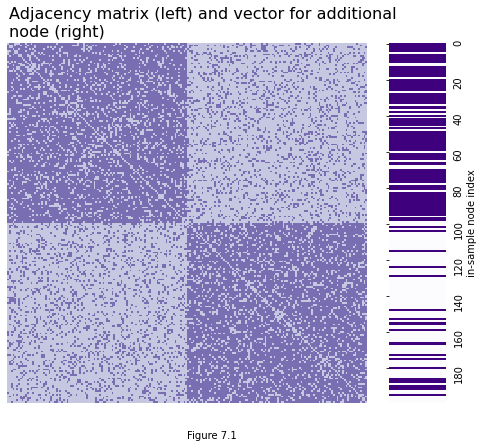 Adjacency matrix (left) and vector for additional
node (right)
0
20
40
60
80
100
120
140
160
180
in-sample node index
Figure 7.1